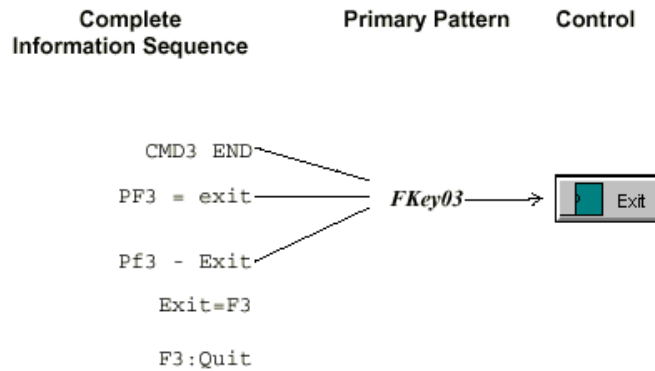 Complete Information Sequence
Primary Pattern
Control
CMD3 END
PF3 = exit
Pf3 - Exit
Exit=F3
F3:Quit
FKey03
Exit